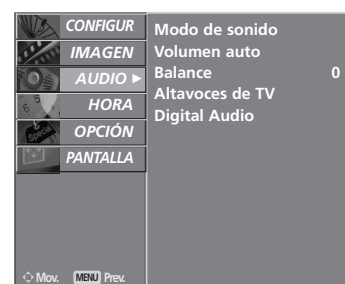 CONFIGUR
IMAGEN
AUDIO ►
HORA
OPCIÓN
PANTALLA
Modo de sonido
Volumen auto
Balance 0
Altavoces de TV
Digital Audio
Special
Mov. MENU Prev.